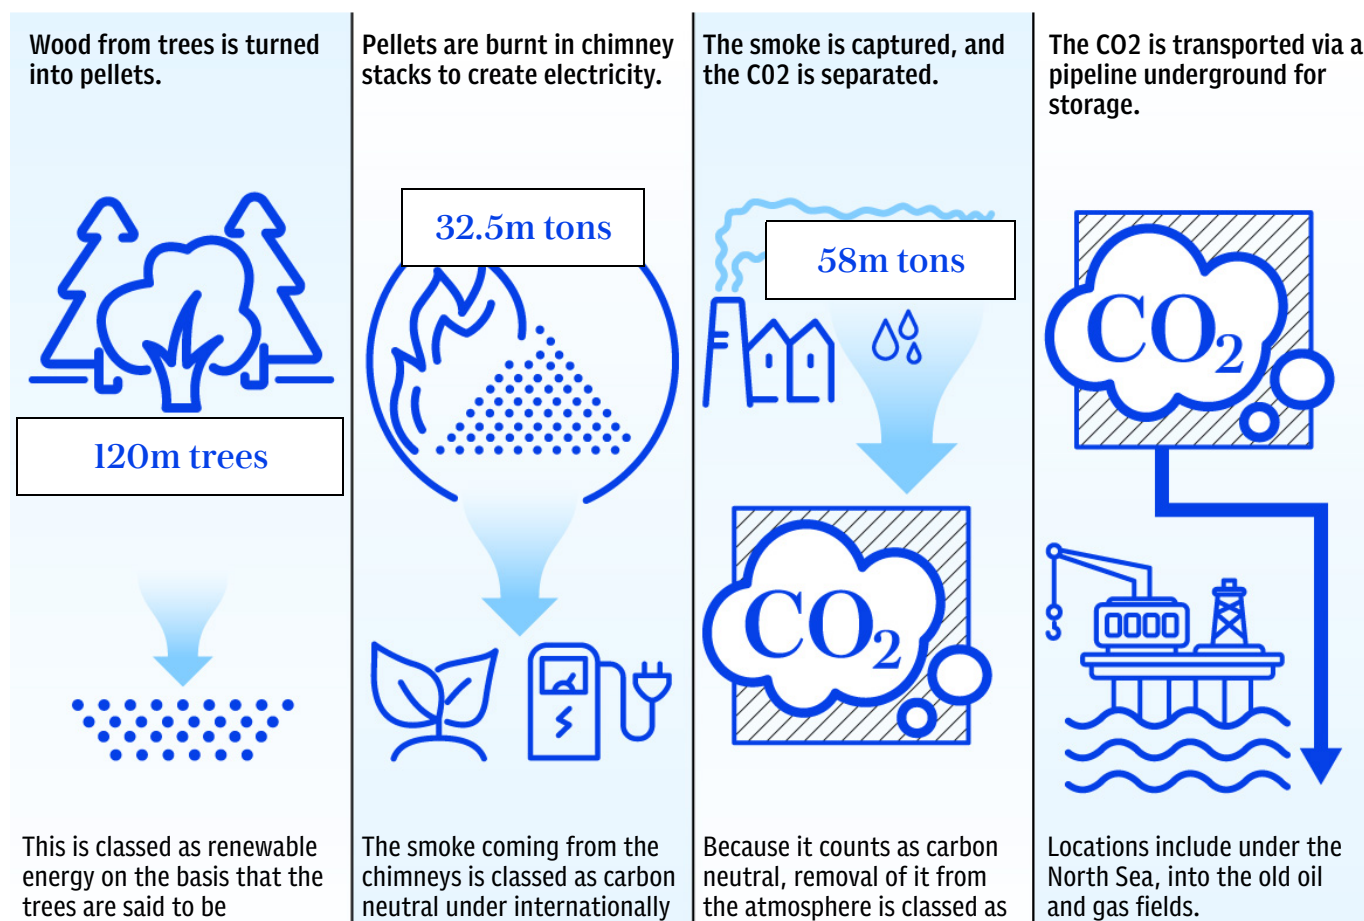 Wood from trees is turned
into pellets.
120m trees
This is classed as renewable
energy on the basis that the
trees are said to be
Pellets are burnt in chimney
stacks to create electricity.
32.5m tons
The smoke coming from the
chimneys is classed as carbon
neutral under internationally
The smoke is captured, and
the C02 is separated.
58m tons
CO2
Because it counts as carbon
neutral, removal of it from
the atmosphere is classed as
The CO2 is transported via a
pipeline underground for
storage.
CO2
Locations include under the
North Sea, into the old oil
and gas fields.